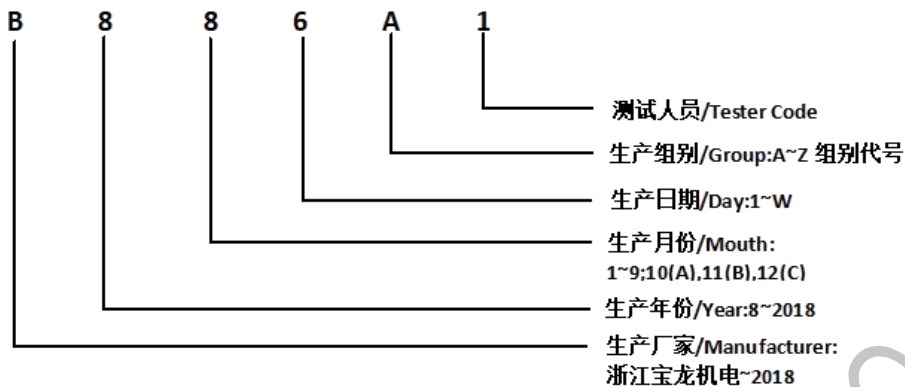 B 8 8 6 A 1
测试人员/Tester Code
生产组别/Group:A~Z 组别代号
生产日期/Day:1~W
生产月份/Mouth:
1~9;10(A),11(B),12(C)
生产年份/Year:8~2018
生产厂家/Manufacturer:
浙江宝龙机电~2018